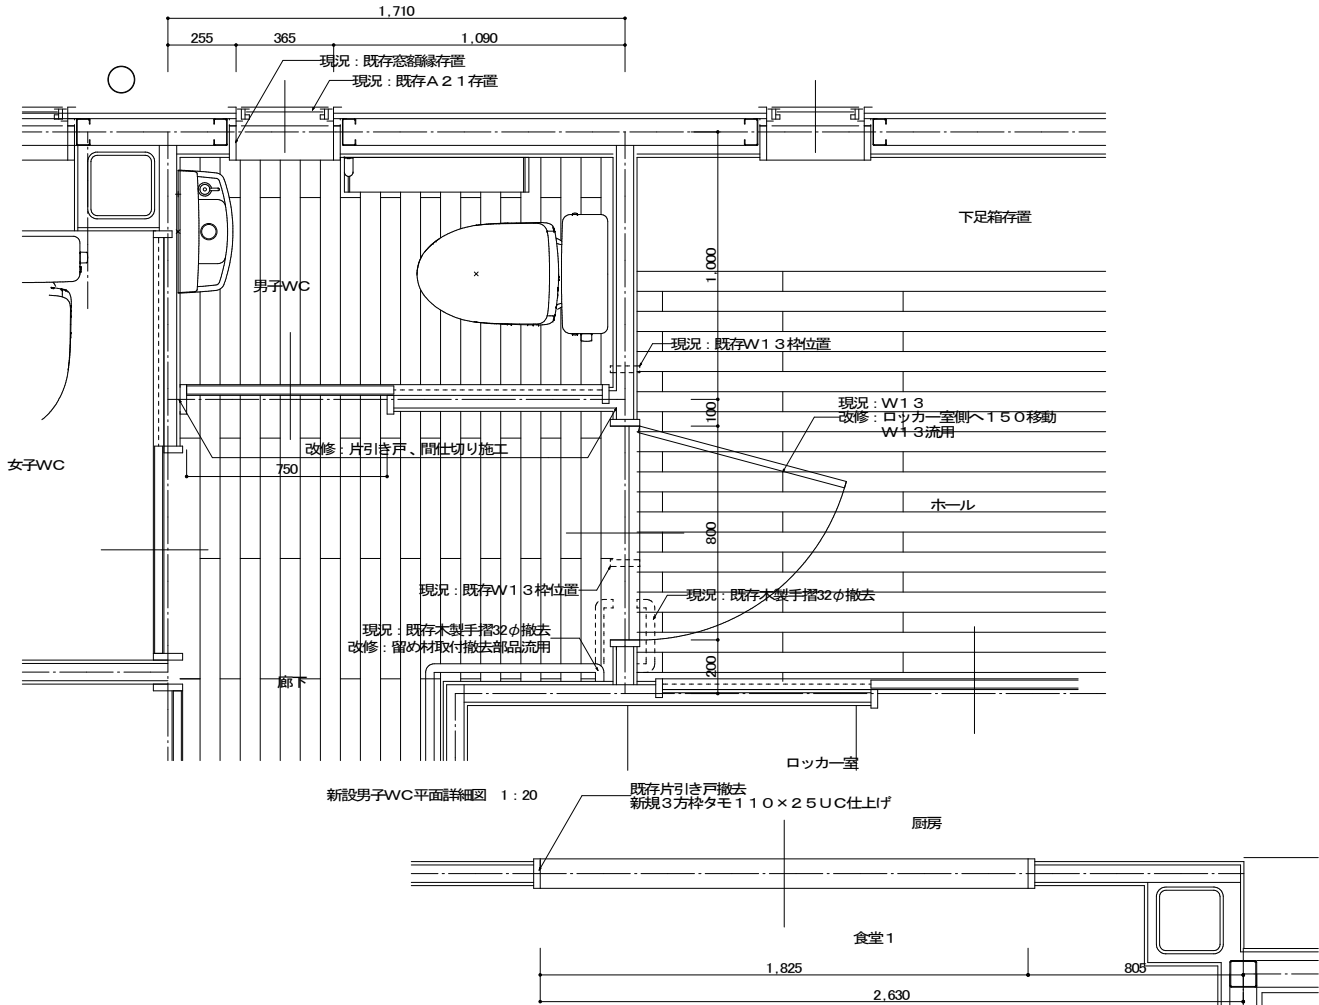 1,710
255
365
1,090
現況：既存窓額縁存置
現況：既存A２１存置
下足箱存置
男子WC
1,000
現況：既存W１３枠位置
100
現況：W13
改修：ロッカー室側へ１５０移動
W１３流用
改修：片引き戸、間仕切り施工
750
女子WC
ホール
800
現況：既存W１３枠位置
現況：既存木製手摺32φ撤去
現況：既存木製手摺32φ撤去
改修：留め材取付撤去部品流用
200
廊下
ロッカー室
新設男子WC平面詳細図　1：20
既存片引き戸撤去
新規３方枠タモ１１０×２５UC仕上げ
厨房
食堂１
1,825
805
2,630